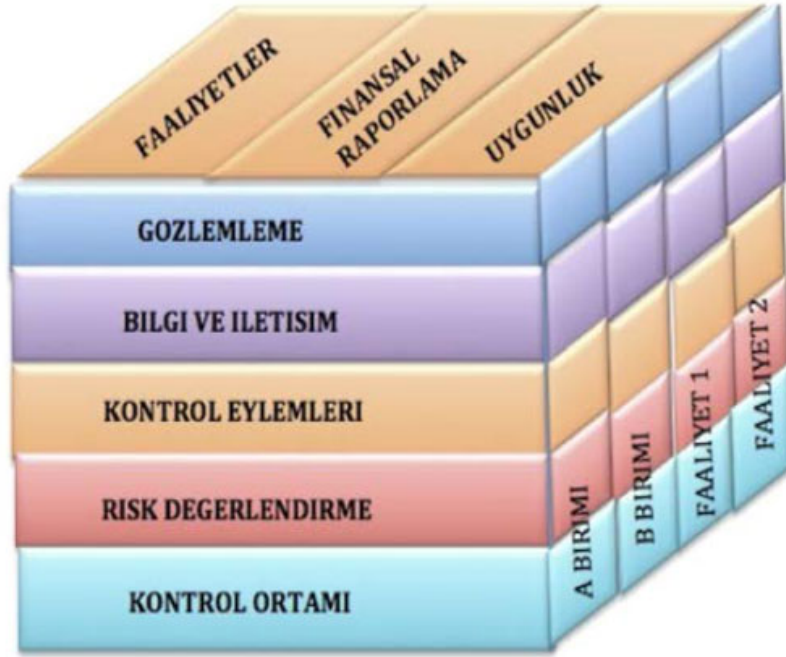 FAALIYETLER
FINANSAL
RAPORLAMA
UYGUNLUK
GOZLEMLEME
BILGI VE ILETISIM
KONTROL EYLEMLERI
RISK DEGERLENDIRME
KONTROL ORTAMI
A BIRIMI
B BIRIMI
FAALIYET 1
FAALIYET 2